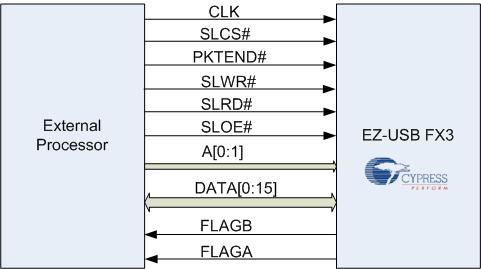 CLK
SLCS#
PKTEND#
SLWR#
SLRD#
SLOE#
A[0:1]
DATA[0:15]
FLAGB
FLAGA
External
Processor
EZ-USB FX3
CYPRESS
PERFORM